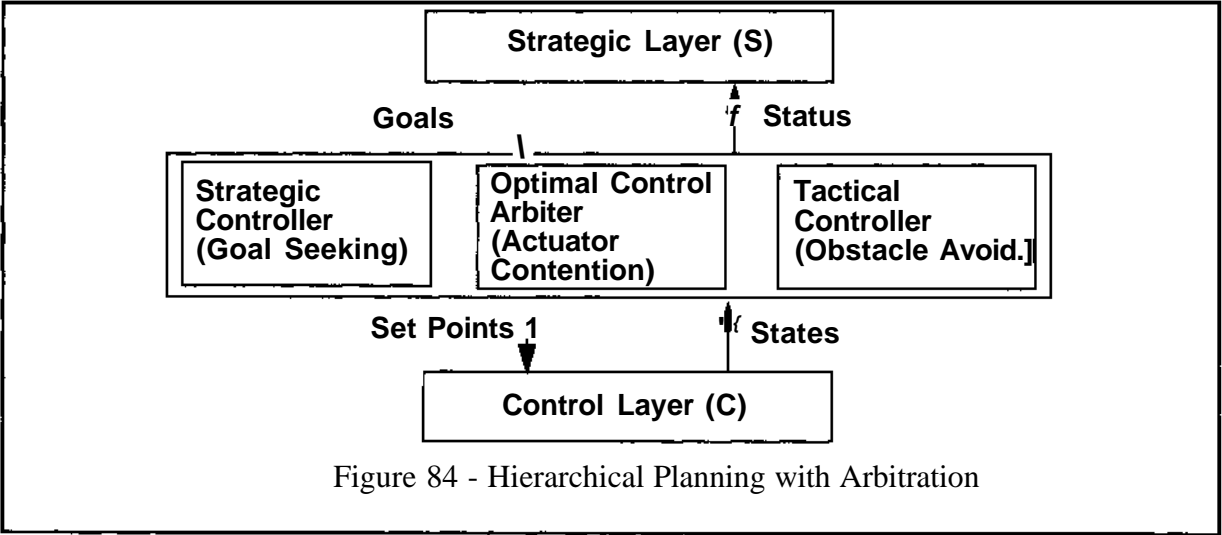 Strategic Layer (S)
Goals
Status
Strategic
Controller
(Goal Seeking)
Optimal Control
Arbiter
(Actuator
Contention)
Tactical
Controller
(Obstacle Avoid.]
Set Points 1
States
Control Layer (C)
Figure 84 - Hierarchical Planning with Arbitration